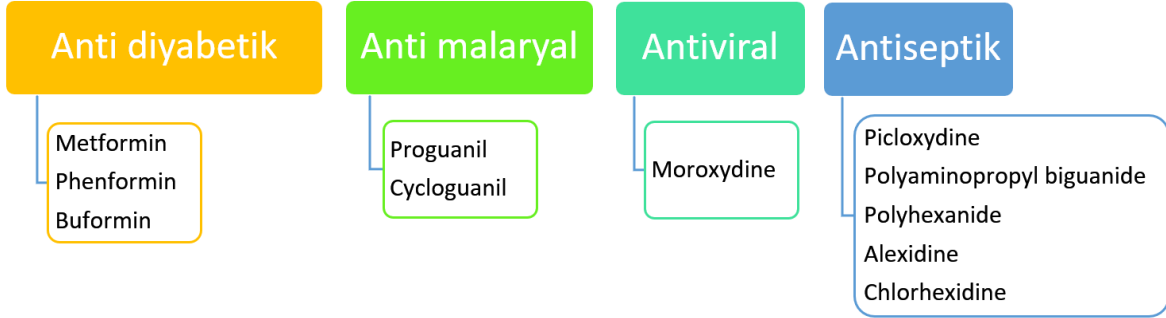 Anti diyabetik
Metformin
Phenformin
Buformin
Anti malaryal
Proguanil
Cycloguanil
Antiviral
Moroxydine
Antiseptik
Picloxydine
Polyaminopropyl biguanide
Polyhexanide
Alexidine
Chlorhexidine